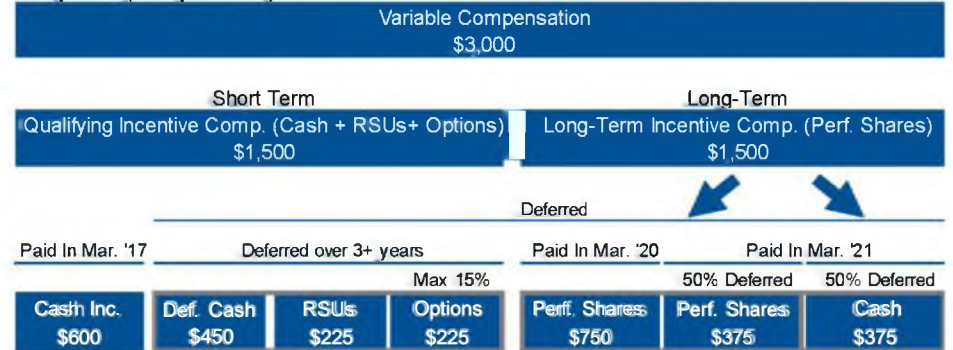 Variable Compensation
$3,000
Short Term
Long-Term
Qualifying Incentive Comp. (Cash + RSUs+ Options)
$1,500
Long-Term Incentive Comp. (Perf. Shares)
$1,500
Deferred
Paid In Mar. '17
Deferred over 3+ years
Paid In Mar. '20
Paid In Mar. '21
Max 15%
50% Deferred
50% Deferred
Cash Inc.
$600
Def. Cash
$450
RSUs
$225
Options
$225
Perf. Shares
$750
Perf. Shares
$375
Cash
$375